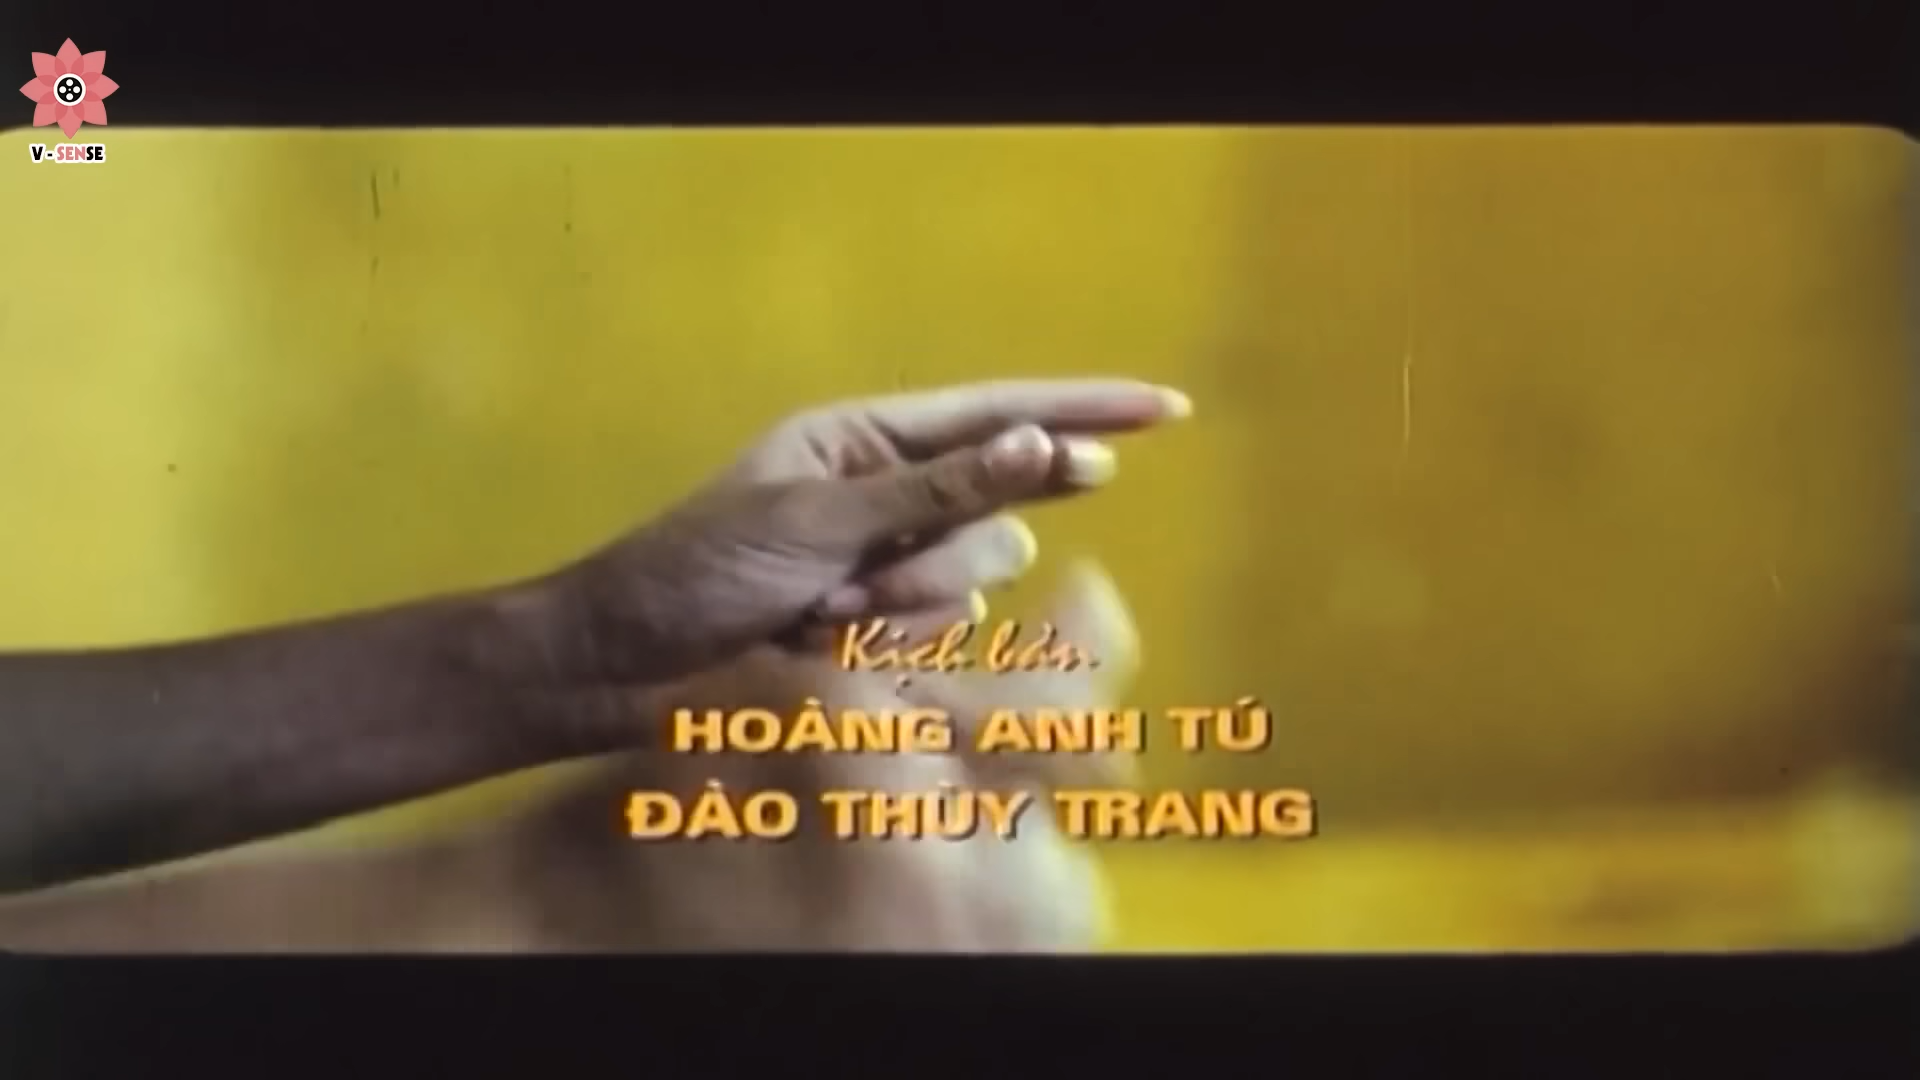 V - SENSE
Kịch bản
HOÀNG ANH TÚ
ĐÀO THÙY TRANG